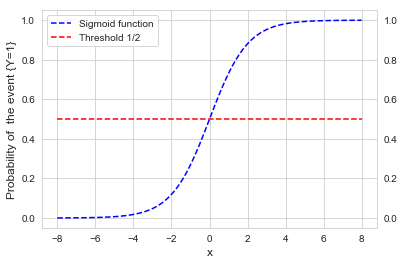 Sigmoid function
Threshold 1/2
Probability of  the event {Y=1}
1.0
0.8
0.6
0.4
0.2
0.0
1.0
0.8
0.6
0.4
0.2
0.0
−8 −6 −4 −2 0 2 4 6 8
x